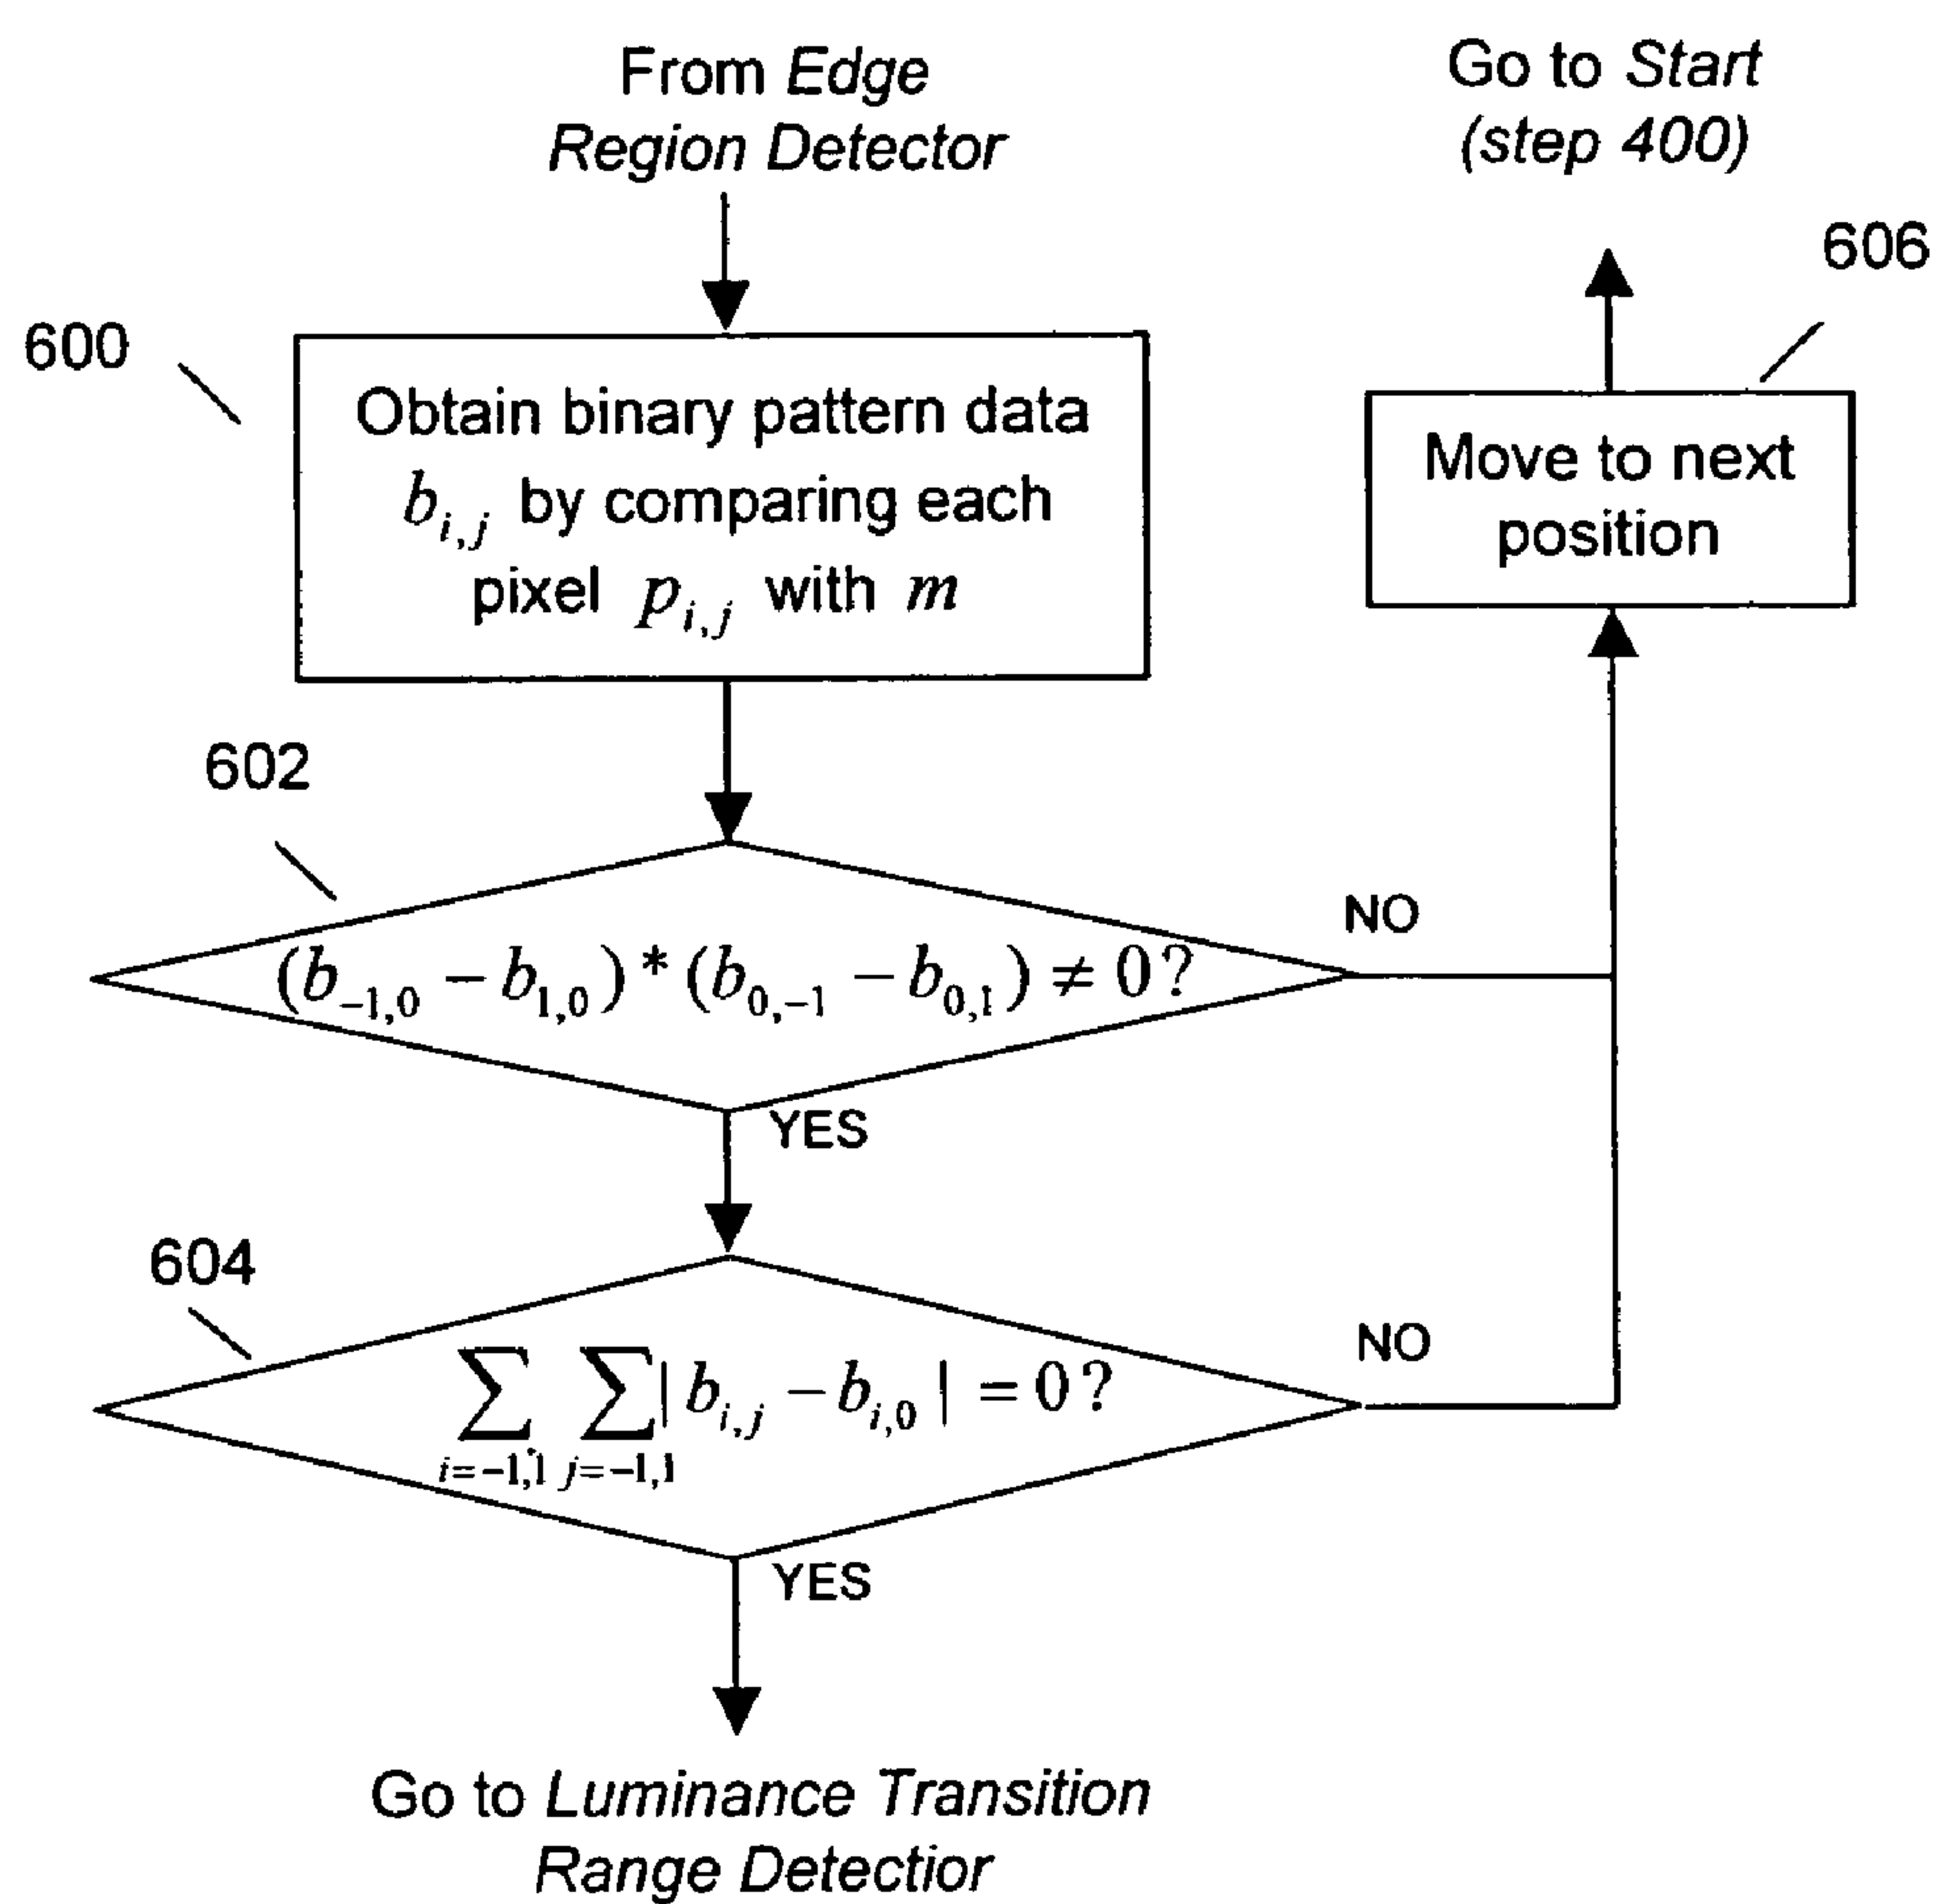 From Edge
Region Detector
Go to Start
(step 400)
606
600
Obtain binary pattern data
b_{i,j} by comparing each
pixel p_{i,j} with m
Move to next
position
602
NO
(b_{-1,0} - b_{1,0}) * (b_{0,-1} - b_{0,1}) ≠ 0 ?
YES
604
NO
∑_{i=-1,1} ∑_{j=-1,1} | b_{i,j} - b_{i,0} | = 0 ?
YES
Go to Luminance Transition
Range Detectior